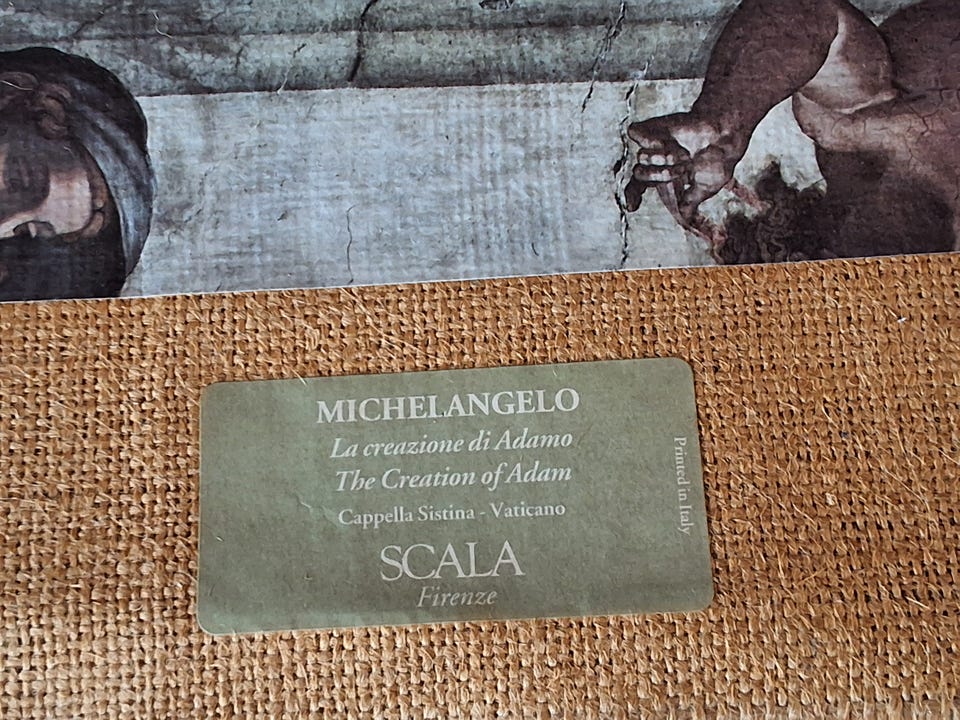 MICHELANGELO
La creazione di Adamo
The Creation of Adam
Cappella Sistina - Vaticano
SCALA
Firenze
Printed in Italy